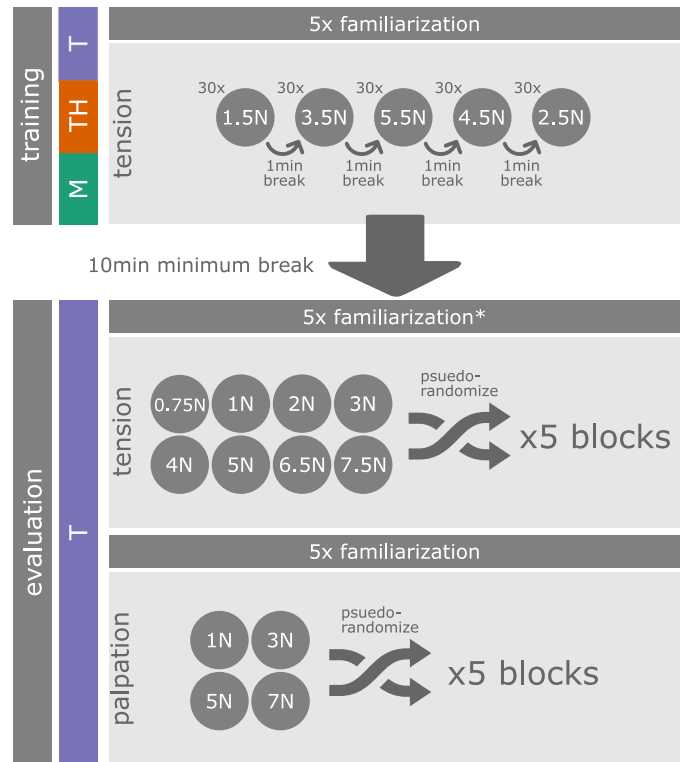 training
T
TH
M
5x familiarization
tension
30x 30x 30x 30x 30x
1.5N 3.5N 5.5N 4.5N 2.5N
1min 1min 1min 1min
break break break break
10min minimum break
evaluation
T
5x familiarization*
tension
0.75N 1N 2N 3N
4N 5N 6.5N 7.5N
psuedo-
randomize
x5 blocks
5x familiarization
palpation
1N 3N
5N 7N
psuedo-
randomize
x5 blocks